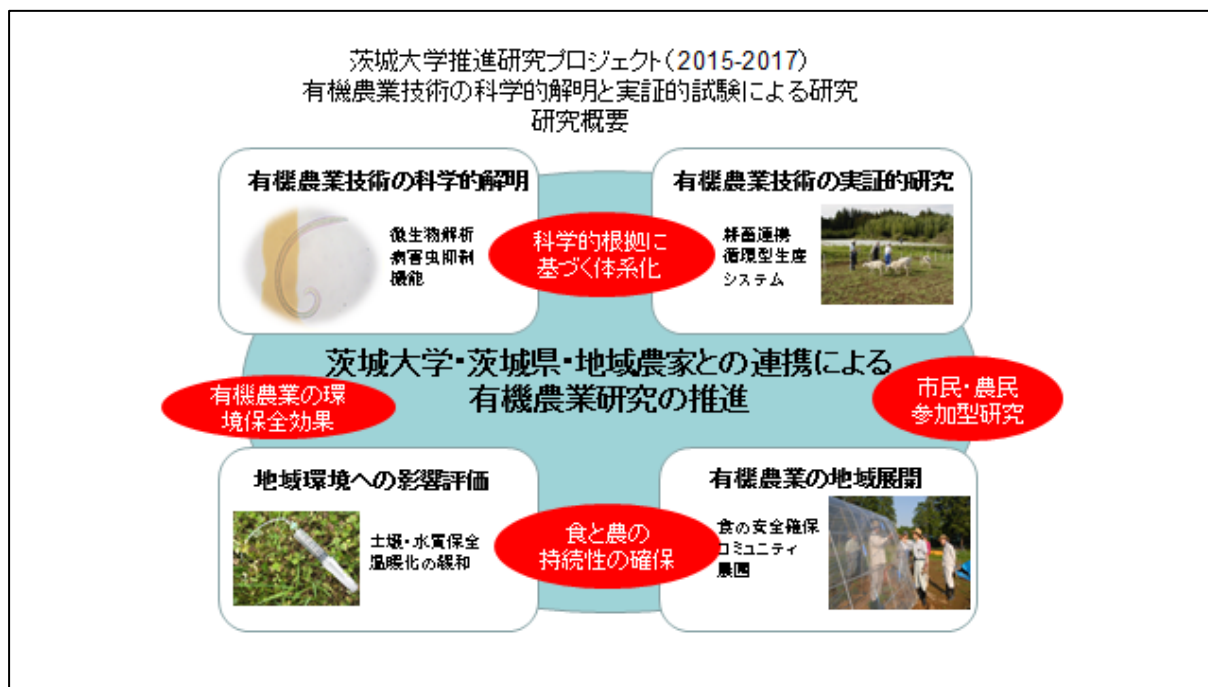 茨城大学推進研究プロジェクト(2015-2017)
有機農業技術の科学的解明と実証的試験による研究
研究概要
有機農業技術の科学的解明
微生物解析
病害虫抑制
機能
科学的根拠に
基づく体系化
有機農業技術の実証的研究
耕畜連携
循環型生産
システム
茨城大学・茨城県・地域農家との連携による
有機農業研究の推進
有機農業の環
境保全効果
市民・農民
参加型研究
地域環境への影響評価
土壌・水質保全
温暖化の緩和
食と農の
持続性の確保
有機農業の地域展開
食の安全確保
コミュニティ
農園